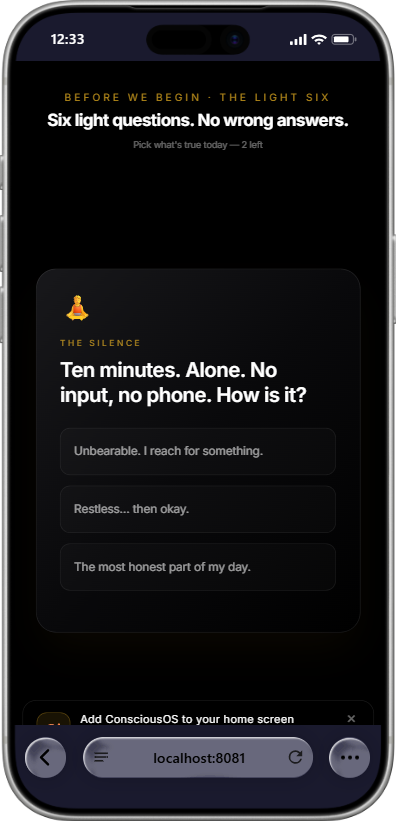 12:33
BEFORE WE BEGIN · THE LIGHT SIX
Six light questions. No wrong answers.
Pick what's true today — 2 left
THE SILENCE
Ten minutes. Alone. No
input, no phone. How is it?
Unbearable. I reach for something.
Restless... then okay.
The most honest part of my day.
Add ConsciousOS to your home screen
localhost:8081